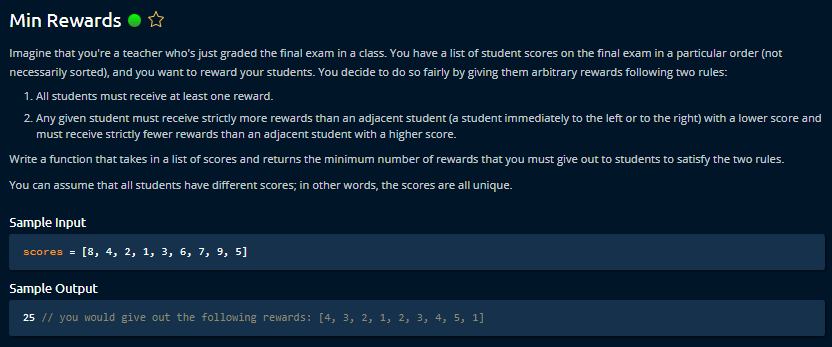 Min Rewards
Imagine that you're a teacher who's just graded the final exam in a class. You have a list of student scores on the final exam in a particular order (not
necessarily sorted), and you want to reward your students. You decide to do so fairly by giving them arbitrary rewards following two rules:
1. All students must receive at least one reward.
2. Any given student must receive strictly more rewards than an adjacent student (a student immediately to the left or to the right) with a lower score and
must receive strictly fewer rewards than an adjacent student with a higher score.
Write a function that takes in a list of scores and returns the minimum number of rewards that you must give out to students to satisfy the two rules.
You can assume that all students have different scores; in other words, the scores are all unique.
Sample Input
scores = [8, 4, 2, 1, 3, 6, 7, 9, 5]
Sample Output
25 // you would give out the following rewards: [4, 3, 2, 1, 2, 3, 4, 5, 1]